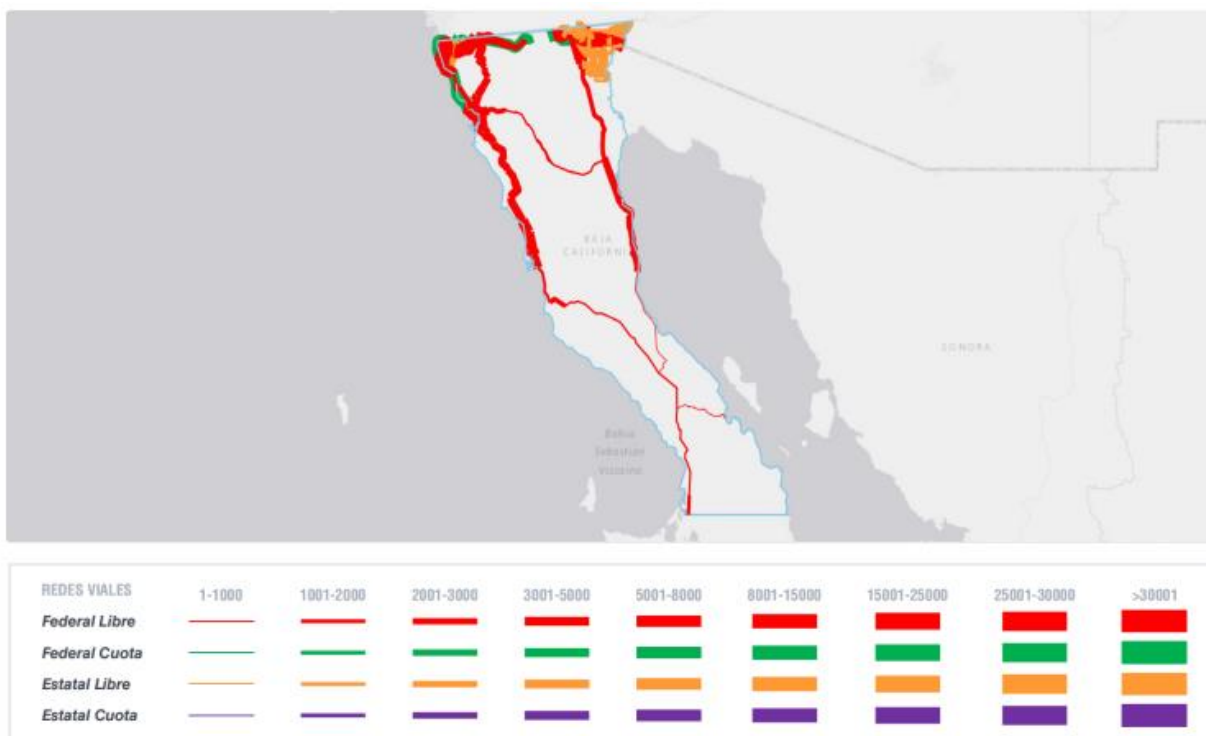 BAJA
CALIFORNIA
SONORA
Bahía
Sebastián
Vizcaíno
REDES VIALES 1-1000 1001-2000 2001-3000 3001-5000 5001-8000 8001-15000 15001-25000 25001-30000 >30001
Federal Libre
Federal Cuota
Estatal Libre
Estatal Cuota